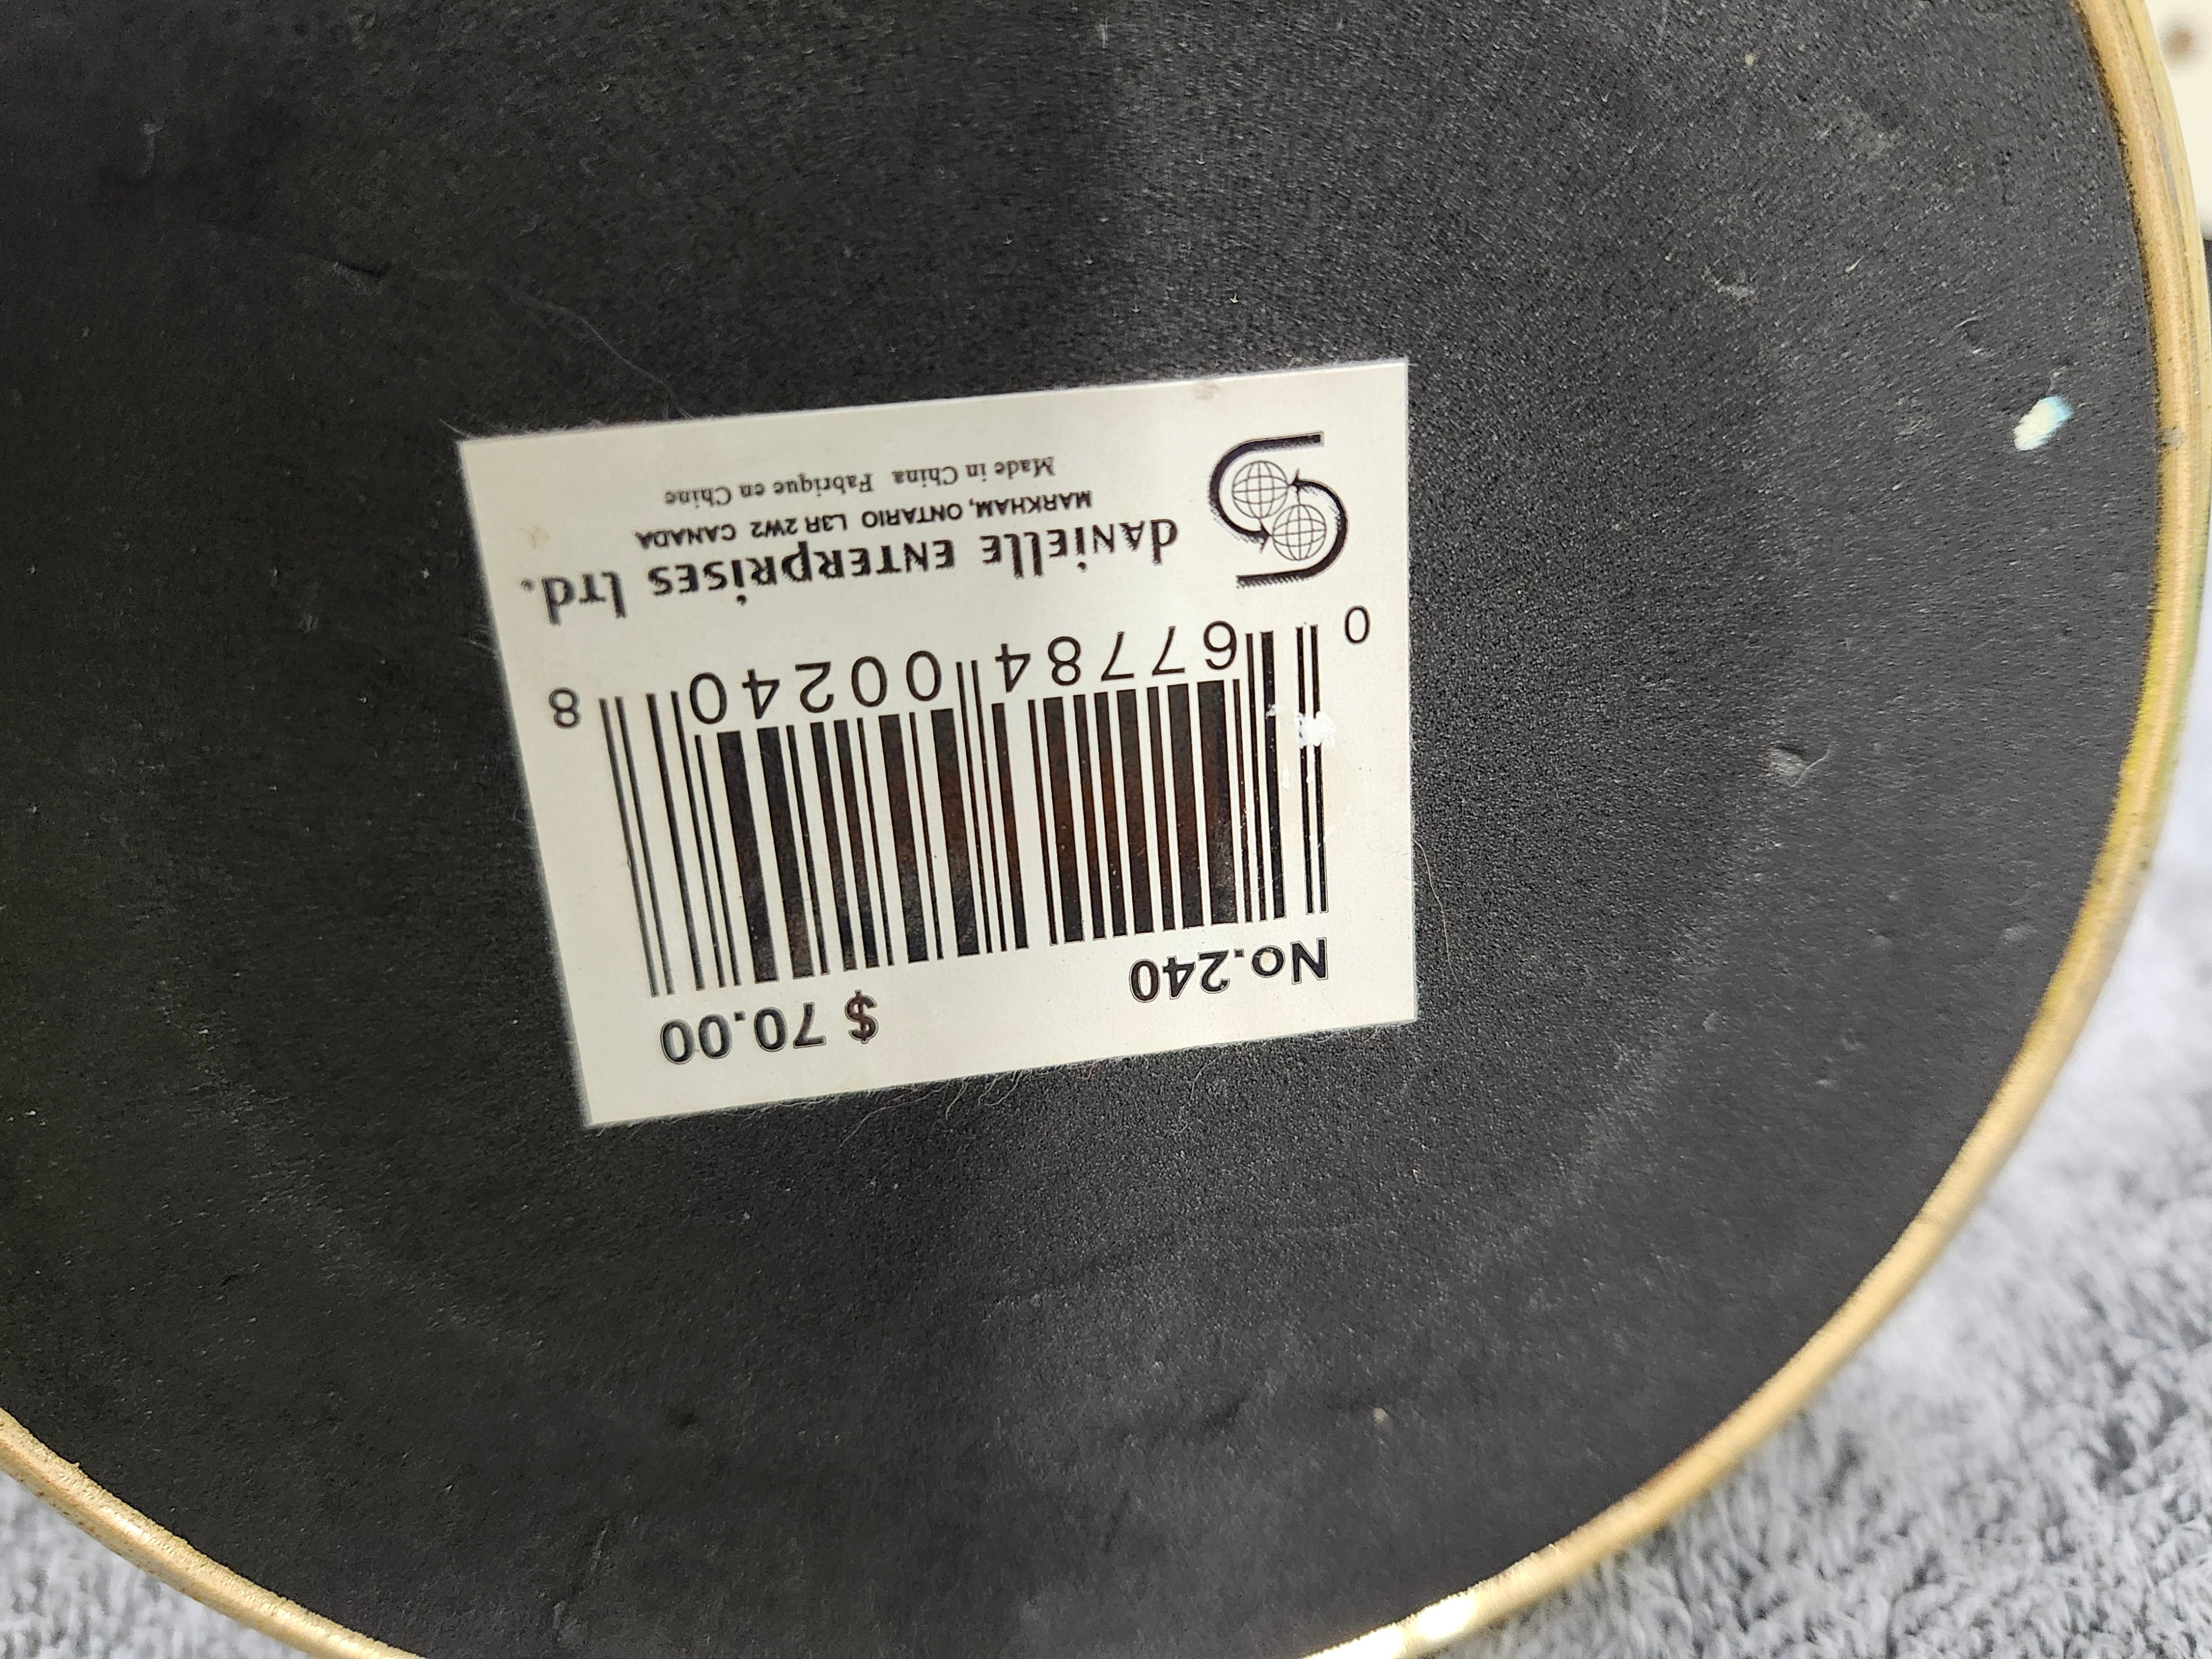 No.240
$ 70.00
0 67784 00240 8
danielle ENTERPRISES ltd.
MARKHAM, ONTARIO L3R 2W2 CANADA
Made in China Fabrique en Chine